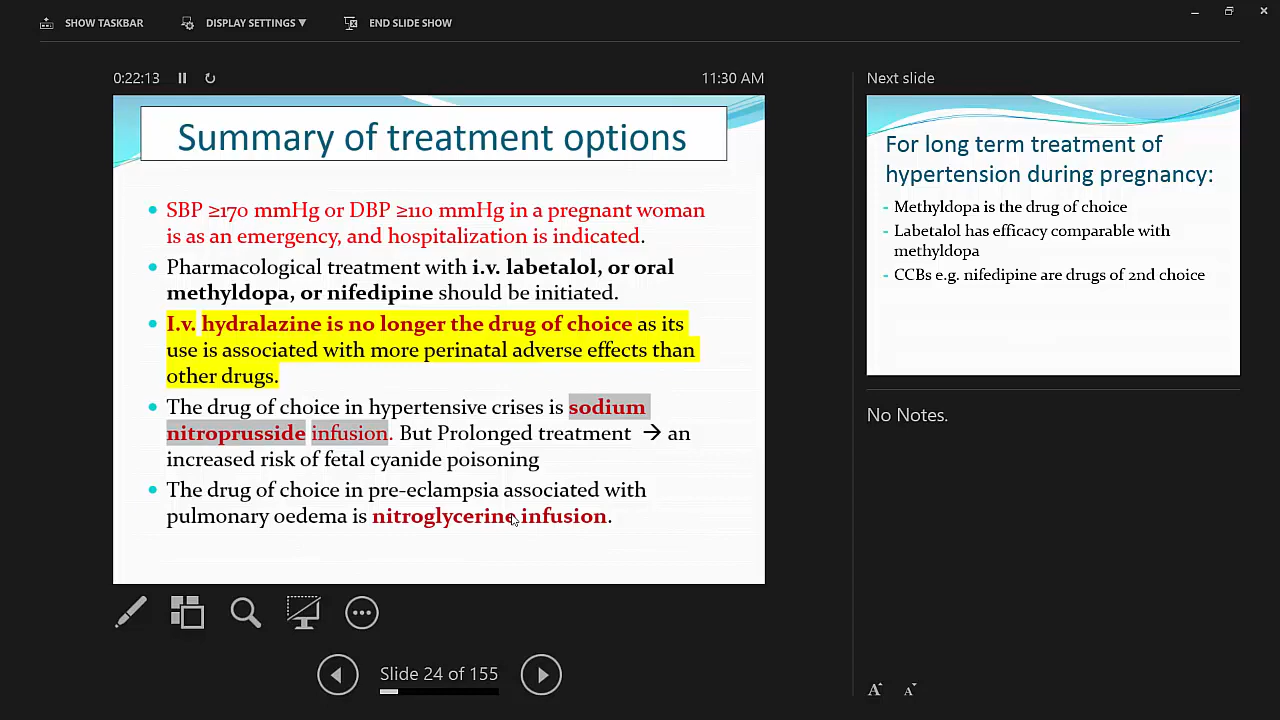 SHOW TASKBAR
DISPLAY SETTINGS ▼
END SLIDE SHOW
0:22:13
11:30 AM
Summary of treatment options
• SBP ≥170 mmHg or DBP ≥110 mmHg in a pregnant woman
is as an emergency, and hospitalization is indicated.
• Pharmacological treatment with i.v. labetalol, or oral
methyldopa, or nifedipine should be initiated.
• I.v. hydralazine is no longer the drug of choice as its
use is associated with more perinatal adverse effects than
other drugs.
• The drug of choice in hypertensive crises is sodium
nitroprusside infusion. But Prolonged treatment → an
increased risk of fetal cyanide poisoning
• The drug of choice in pre-eclampsia associated with
pulmonary oedema is nitroglycerine infusion.
Slide 24 of 155
Next slide
For long term treatment of
hypertension during pregnancy:
- Methyldopa is the drug of choice
- Labetalol has efficacy comparable with
methyldopa
- CCBs e.g. nifedipine are drugs of 2nd choice
No Notes.
A A